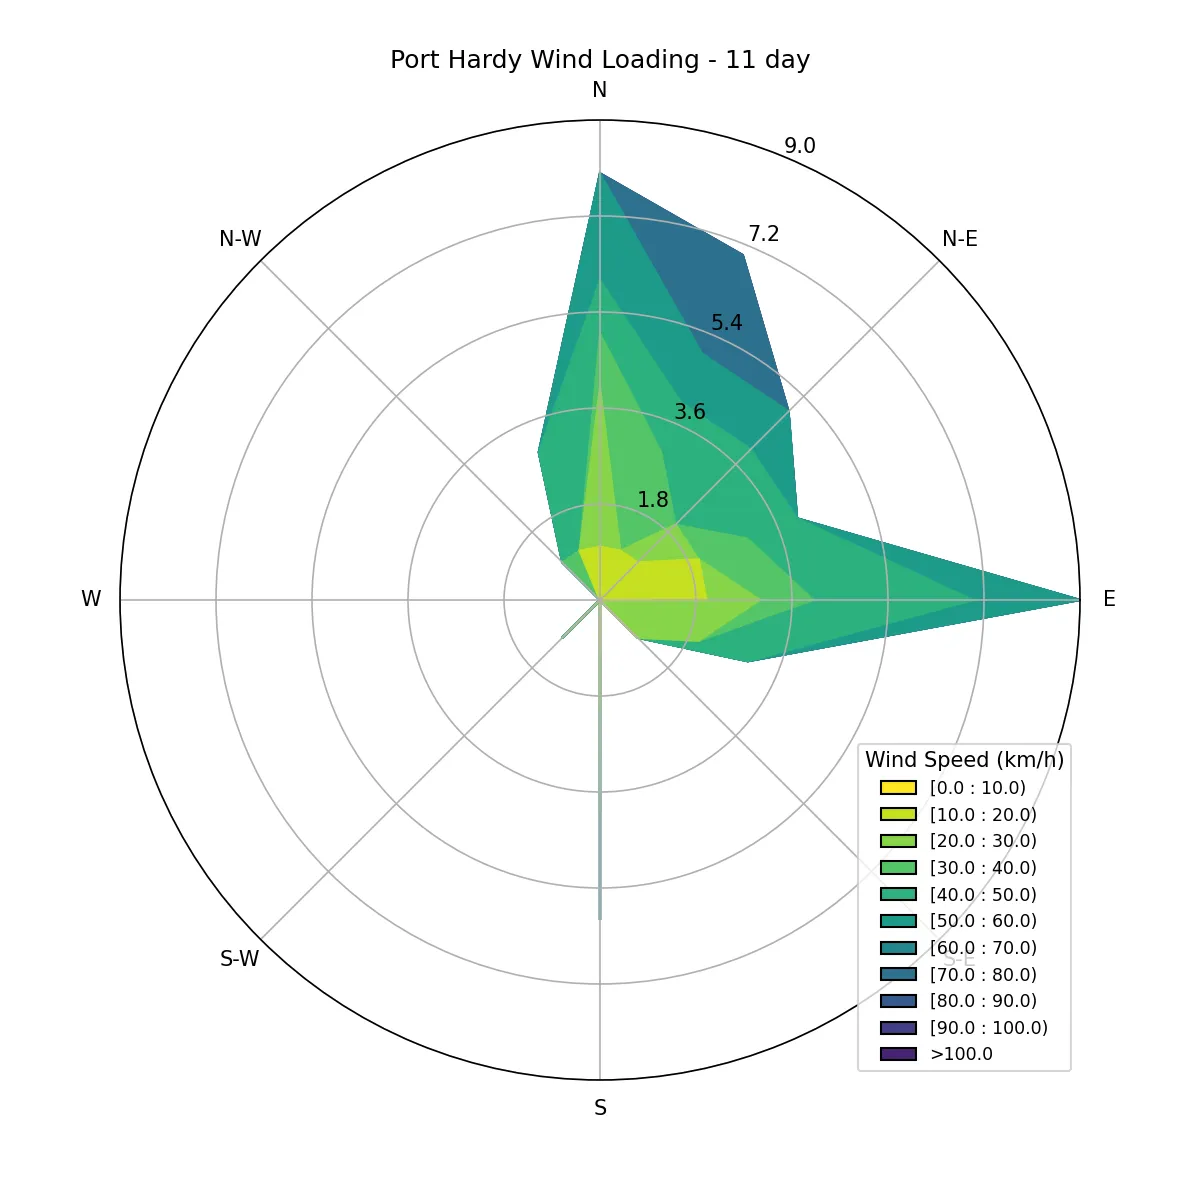 Port Hardy Wind Loading - 11 day
N
9.0
7.2
N-W
N-E
5.4
3.6
1.8
W
E
Wind Speed (km/h)
[0.0 : 10.0)
[10.0 : 20.0)
[20.0 : 30.0)
[30.0 : 40.0)
[40.0 : 50.0)
[50.0 : 60.0)
[60.0 : 70.0)
S-W
S-E
[70.0 : 80.0)
[80.0 : 90.0)
[90.0 : 100.0)
>100.0
S